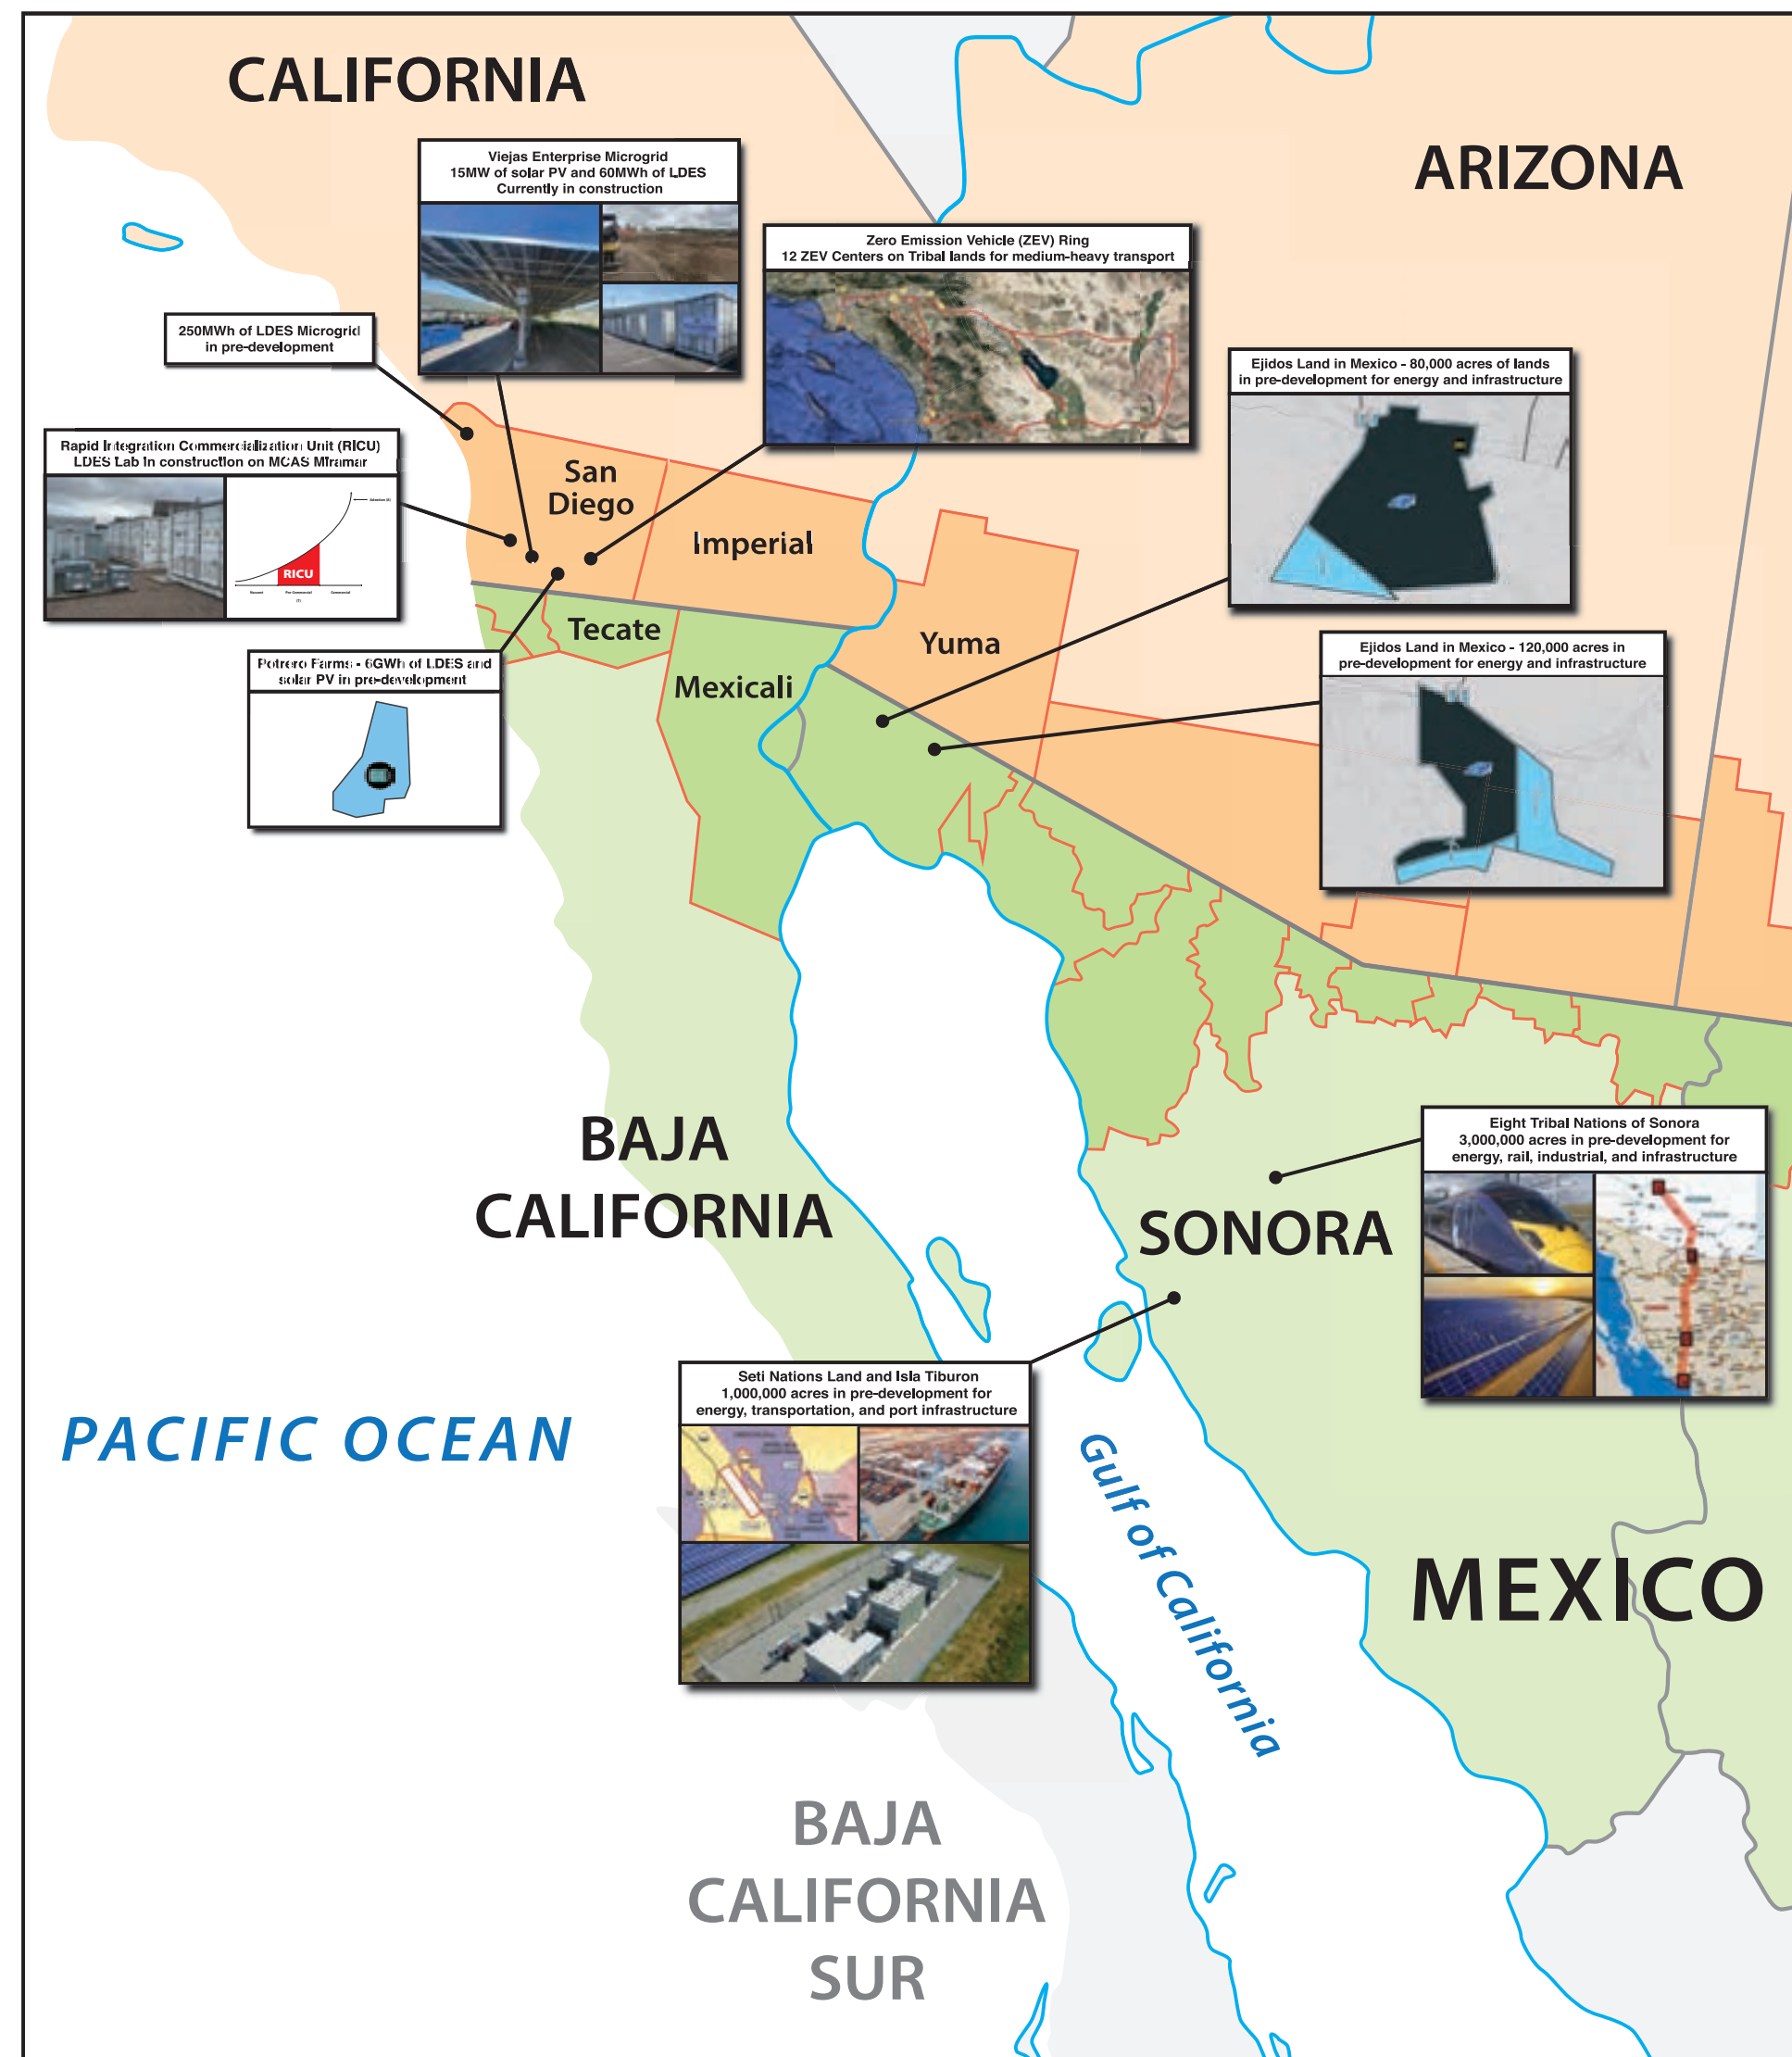 CALIFORNIA
ARIZONA
Viejas Enterprise Microgrid
15MW of solar PV and 60MWh of LDES
Currently in construction
Zero Emission Vehicle (ZEV) Ring
12 ZEV Centers on Tribal lands for medium-heavy transport
250MWh of LDES Microgrid
in pre-development
Ejidos Land in Mexico - 80,000 acres of lands
in pre-development for energy and infrastructure
Rapid Integration Commercialization Unit (RICU)
LDES Lab in construction on MCAS Miramar
RICU
Nascent
Pre-Commercial
Commercial
San
Diego
Imperial
Tecate
Yuma
Mexicali
Potrero Farms - 6GWh of LDES and
solar PV in pre-development
Ejidos Land in Mexico - 120,000 acres in
pre-development for energy and infrastructure
BAJA
CALIFORNIA
Eight Tribal Nations of Sonora
3,000,000 acres in pre-development for
energy, rail, industrial, and infrastructure
SONORA
Seti Nations Land and Isla Tiburon
1,000,000 acres in pre-development for
energy, transportation, and port infrastructure
PACIFIC OCEAN
Gulf of California
MEXICO
BAJA
CALIFORNIA
SUR